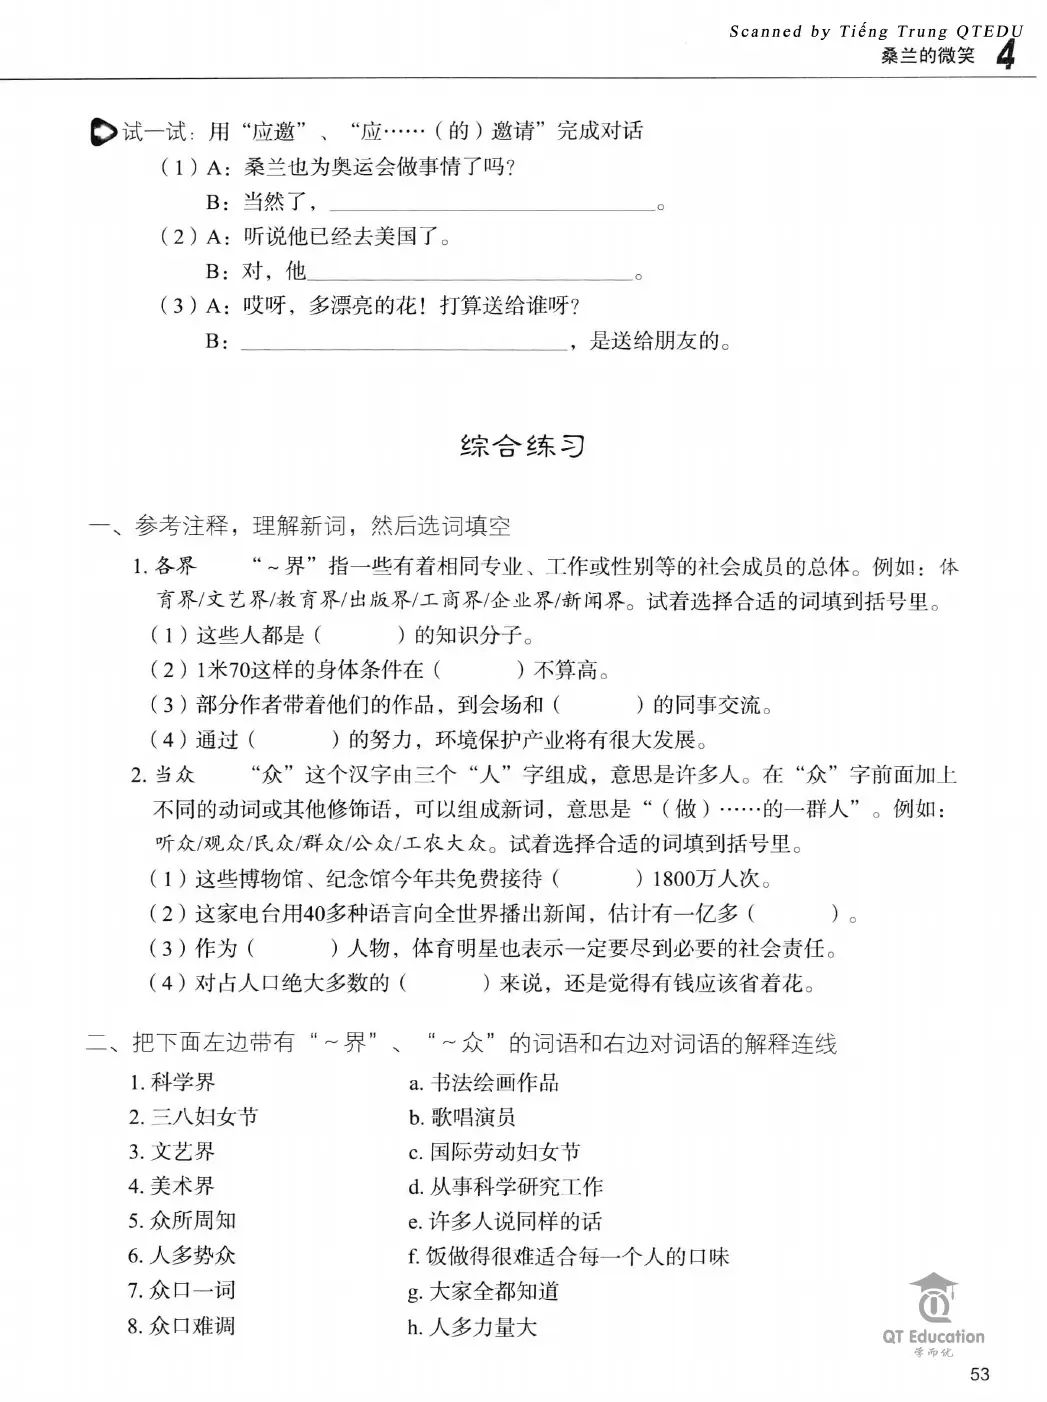 Scanned by Tiếng Trung QTEDU
桑兰的微笑 4
试一试：用“应邀”、“应……（的）邀请”完成对话
（1）A：桑兰也为奥运会做事情了吗？
B：当然了，______________________________。
（2）A：听说他已经去美国了。
B：对，他______________________________。
（3）A：哎呀，多漂亮的花！打算送给谁呀？
B：______________________________，是送给朋友的。
综合练习
一、参考注释，理解新词，然后选词填空
1. 各界 “～界”指一些有着相同专业、工作或性别等的社会成员的总体。例如：体
育界/文艺界/教育界/出版界/工商界/企业界/新闻界。试着选择合适的词填到括号里。
（1）这些人都是（ ）的知识分子。
（2）1米70这样的身体条件在（ ）不算高。
（3）部分作者带着他们的作品，到会场和（ ）的同事交流。
（4）通过（ ）的努力，环境保护产业将有很大发展。
2. 当众 “众”这个汉字由三个“人”字组成，意思是许多人。在“众”字前面加上
不同的动词或其他修饰语，可以组成新词，意思是“（做）……的一群人”。例如：
听众/观众/民众/群众/公众/工农大众。试着选择合适的词填到括号里。
（1）这些博物馆、纪念馆今年共免费接待（ ）1800万人次。
（2）这家电台用40多种语言向全世界播出新闻，估计有一亿多（ ）。
（3）作为（ ）人物，体育明星也表示一定要尽到必要的社会责任。
（4）对占人口绝大多数的（ ）来说，还是觉得有钱应该省着花。
二、把下面左边带有“～界”、“～众”的词语和右边对词语的解释连线
1. 科学界 a. 书法绘画作品
2. 三八妇女节 b. 歌唱演员
3. 文艺界 c. 国际劳动妇女节
4. 美术界 d. 从事科学研究工作
5. 众所周知 e. 许多人说同样的话
6. 人多势众 f. 饭做得很难适合每一个人的口味
7. 众口一词 g. 大家全都知道
8. 众口难调 h. 人多力量大
QT Education
学而优
53